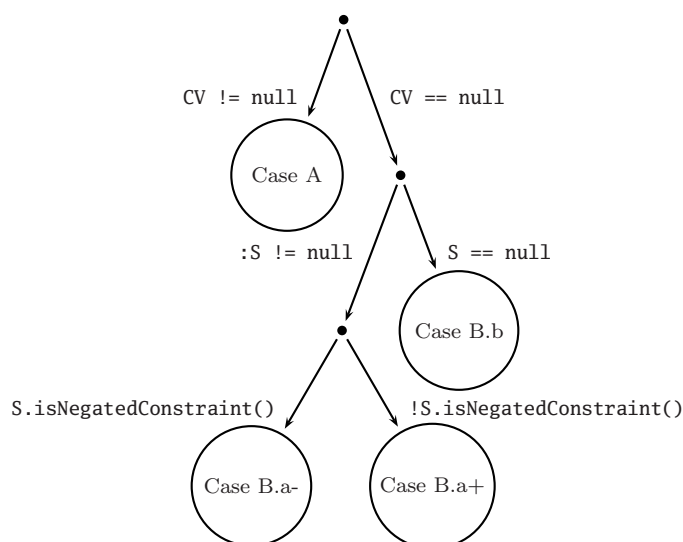 CV != null
CV == null
Case A
:S != null
S == null
Case B.b
S.isNegatedConstraint()
!S.isNegatedConstraint()
Case B.a-
Case B.a+